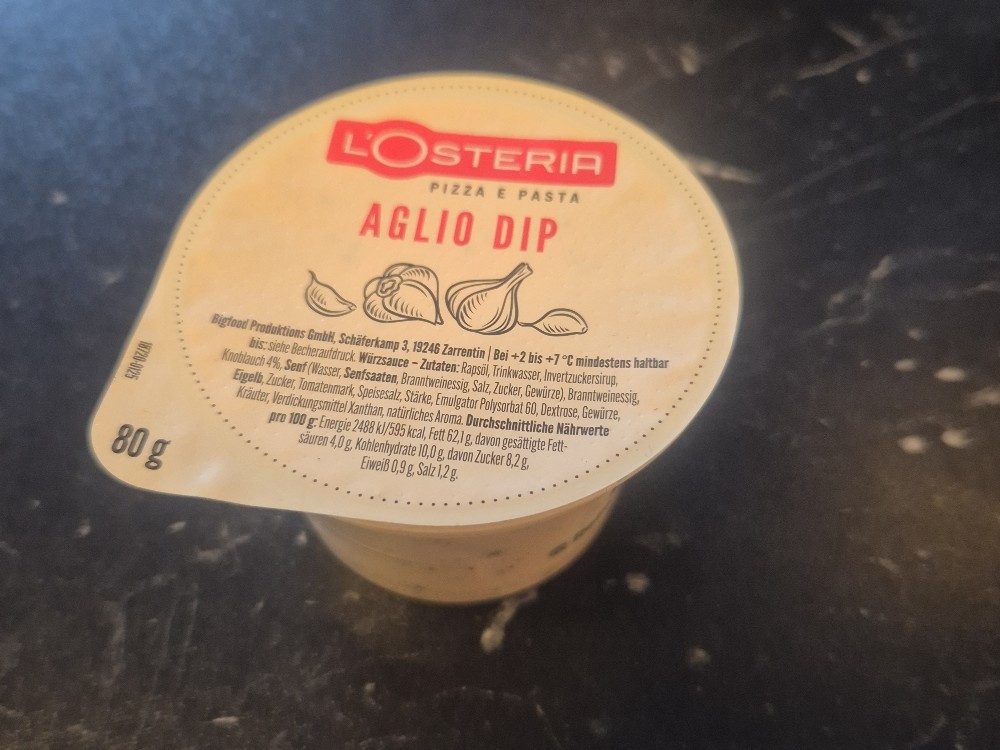 L'OSTERIA
PIZZA E PASTA
AGLIO DIP
Bigfood Produktions GmbH, Schäferkamp 3, 19246 Zarrentin | Bei +2 bis +7 °C mindestens haltbar
bis: siehe Becheraufdruck. Würzsauce – Zutaten: Rapsöl, Trinkwasser, Invertzuckersirup,
Knoblauch 4%, Senf (Wasser, Senfsaaten, Branntweinessig, Salz, Zucker, Gewürze), Branntweinessig,
Eigelb, Zucker, Tomatenmark, Speisesalz, Stärke, Emulgator Polysorbat 60, Dextrose, Gewürze,
Kräuter, Verdickungsmittel Xanthan, natürliches Aroma. Durchschnittliche Nährwerte
pro 100 g: Energie 2488 kJ/595 kcal, Fett 62,1 g, davon gesättigte Fett-
säuren 4,0 g, Kohlenhydrate 10,0 g, davon Zucker 8,2 g,
Eiweiß 0,9 g, Salz 1,2 g.
80 g